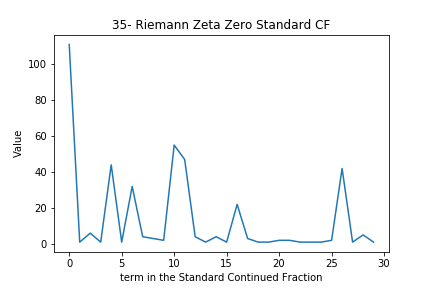 35- Riemann Zeta Zero Standard CF
Value
100
80
60
40
20
0
0 5 10 15 20 25 30
term in the Standard Continued Fraction